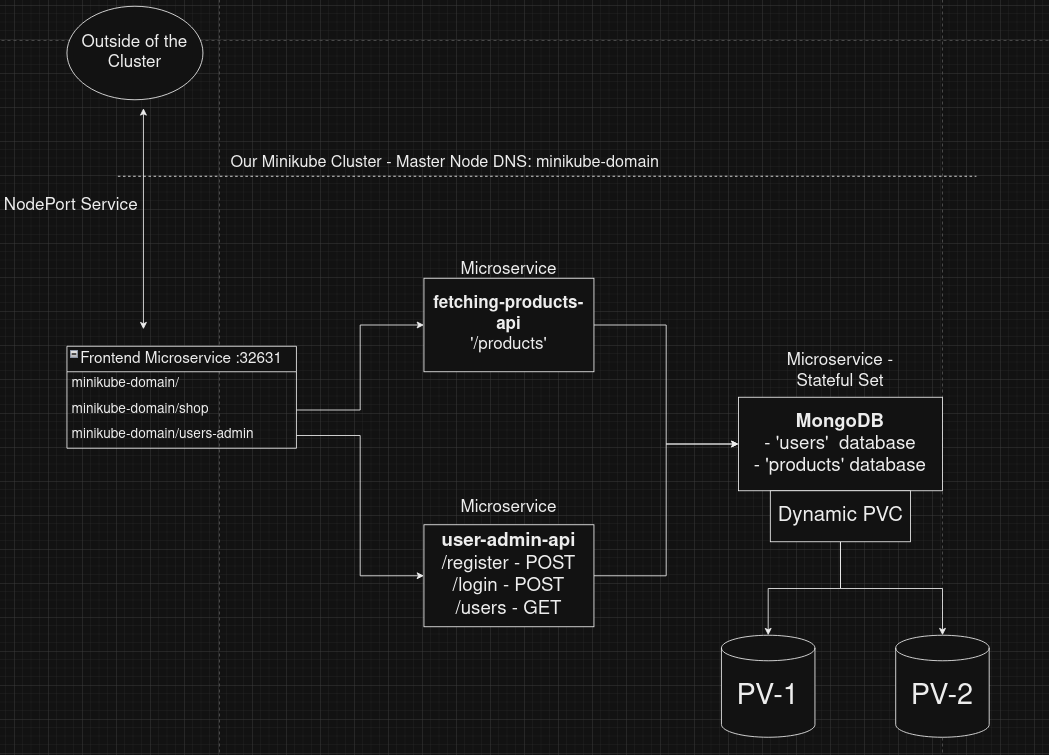 Outside of the
Cluster
Our Minikube Cluster - Master Node DNS: minikube-domain
NodePort Service
Microservice
fetching-products-
api
'/products'
Frontend Microservice :32631
minikube-domain/
minikube-domain/shop
minikube-domain/users-admin
Microservice -
Stateful Set
MongoDB
- 'users' database
- 'products' database
Dynamic PVC
Microservice
user-admin-api
/register - POST
/login - POST
/users - GET
PV-1
PV-2